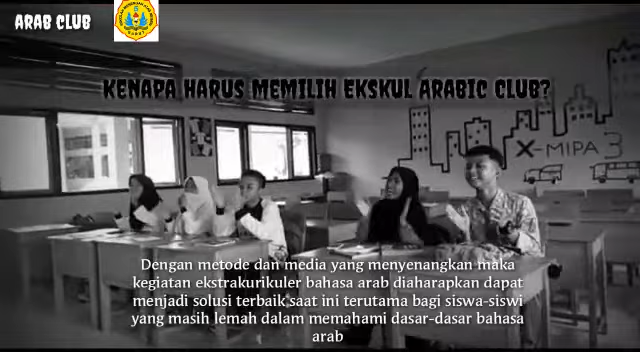 ARAB CLUB
KENAPA HARUS MEMILIH EKSKUL ARABIC CLUB?
X-MIPA 3
Dengan metode dan media yang menyenangkan maka
kegiatan ekstrakurikuler bahasa arab diaharapkan dapat
menjadi solusi terbaik,saat ini terutama bagi siswa-siswi
yang masih lemah dalam memahami dasar-dasar bahasa
arab